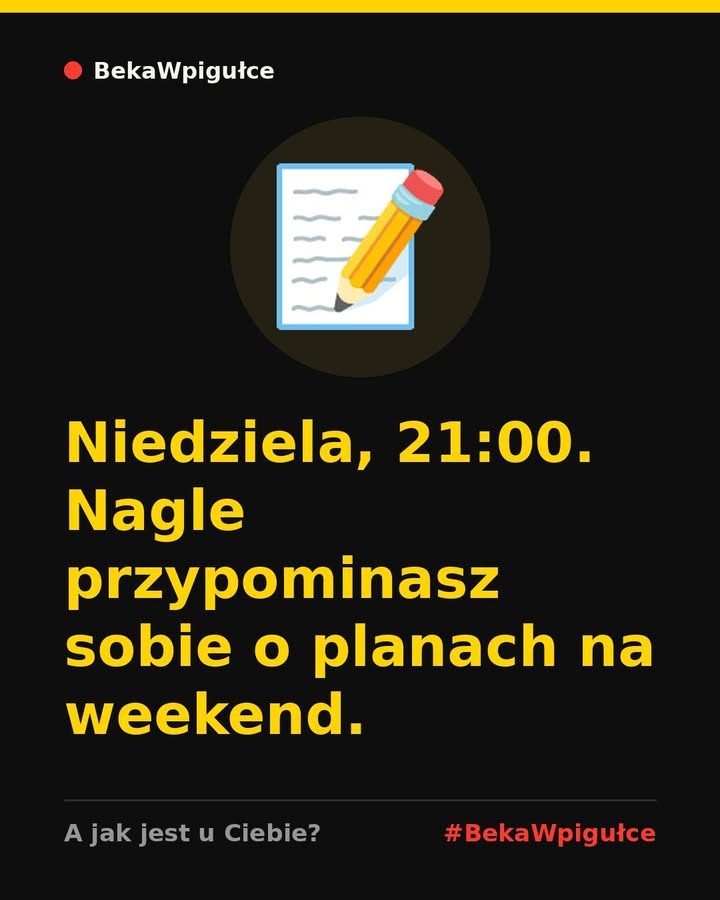 BekaWpigułce
Niedziela, 21:00.
Nagle
przypominasz
sobie o planach na
weekend.
A jak jest u Ciebie?
#BekaWpigułce